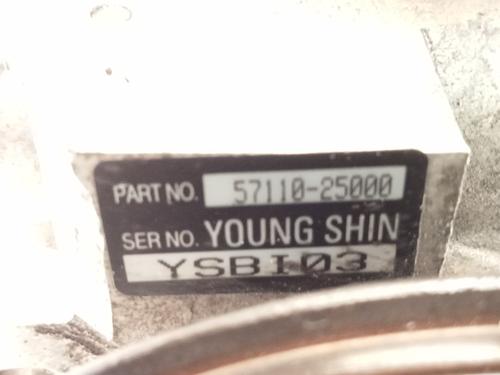 PART NO. 57110-25000
SER NO. YOUNG SHIN
YSBI03